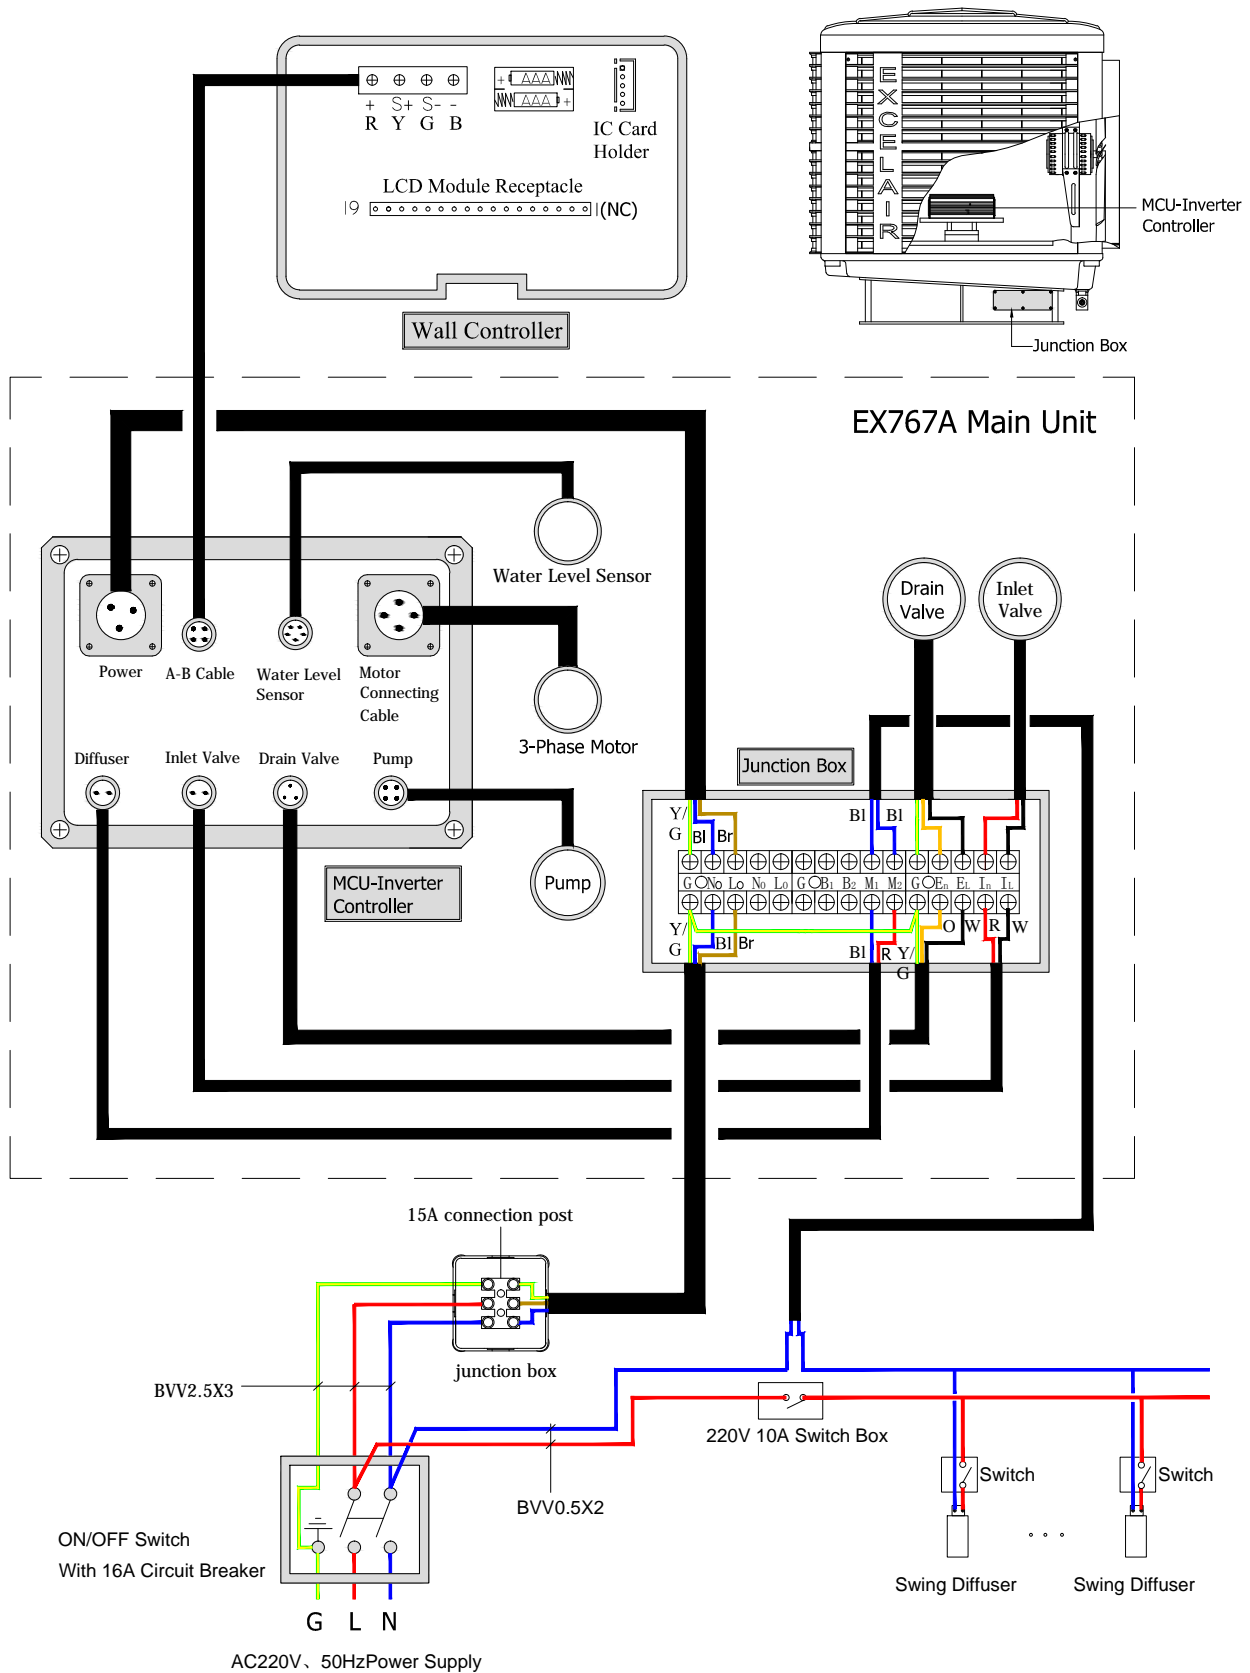 + S+ S- -
R Y G B
+ AAA
AAA +
IC Card
Holder
LCD Module Receptacle
19 1(NC)
Wall Controller
EXCELAIR
MCU-Inverter
Controller
Junction Box
EX767A Main Unit
Water Level Sensor
Drain
Valve
Inlet
Valve
Power
A-B Cable
Water Level
Sensor
Motor
Connecting
Cable
3-Phase Motor
Diffuser
Inlet Valve
Drain Valve
Pump
Junction Box
MCU-Inverter
Controller
Pump
Y/
G Bl Br Bl Bl
G No Lo No Lo G B1 B2 M1 M2 G En EL In IL
Y/
G Bl Br Bl R Y/
G O W R W
15A connection post
junction box
BVV2.5X3
220V 10A Switch Box
BVV0.5X2
Switch
Switch
ON/OFF Switch
With 16A Circuit Breaker
Swing Diffuser
Swing Diffuser
G L N
AC220V、50HzPower Supply